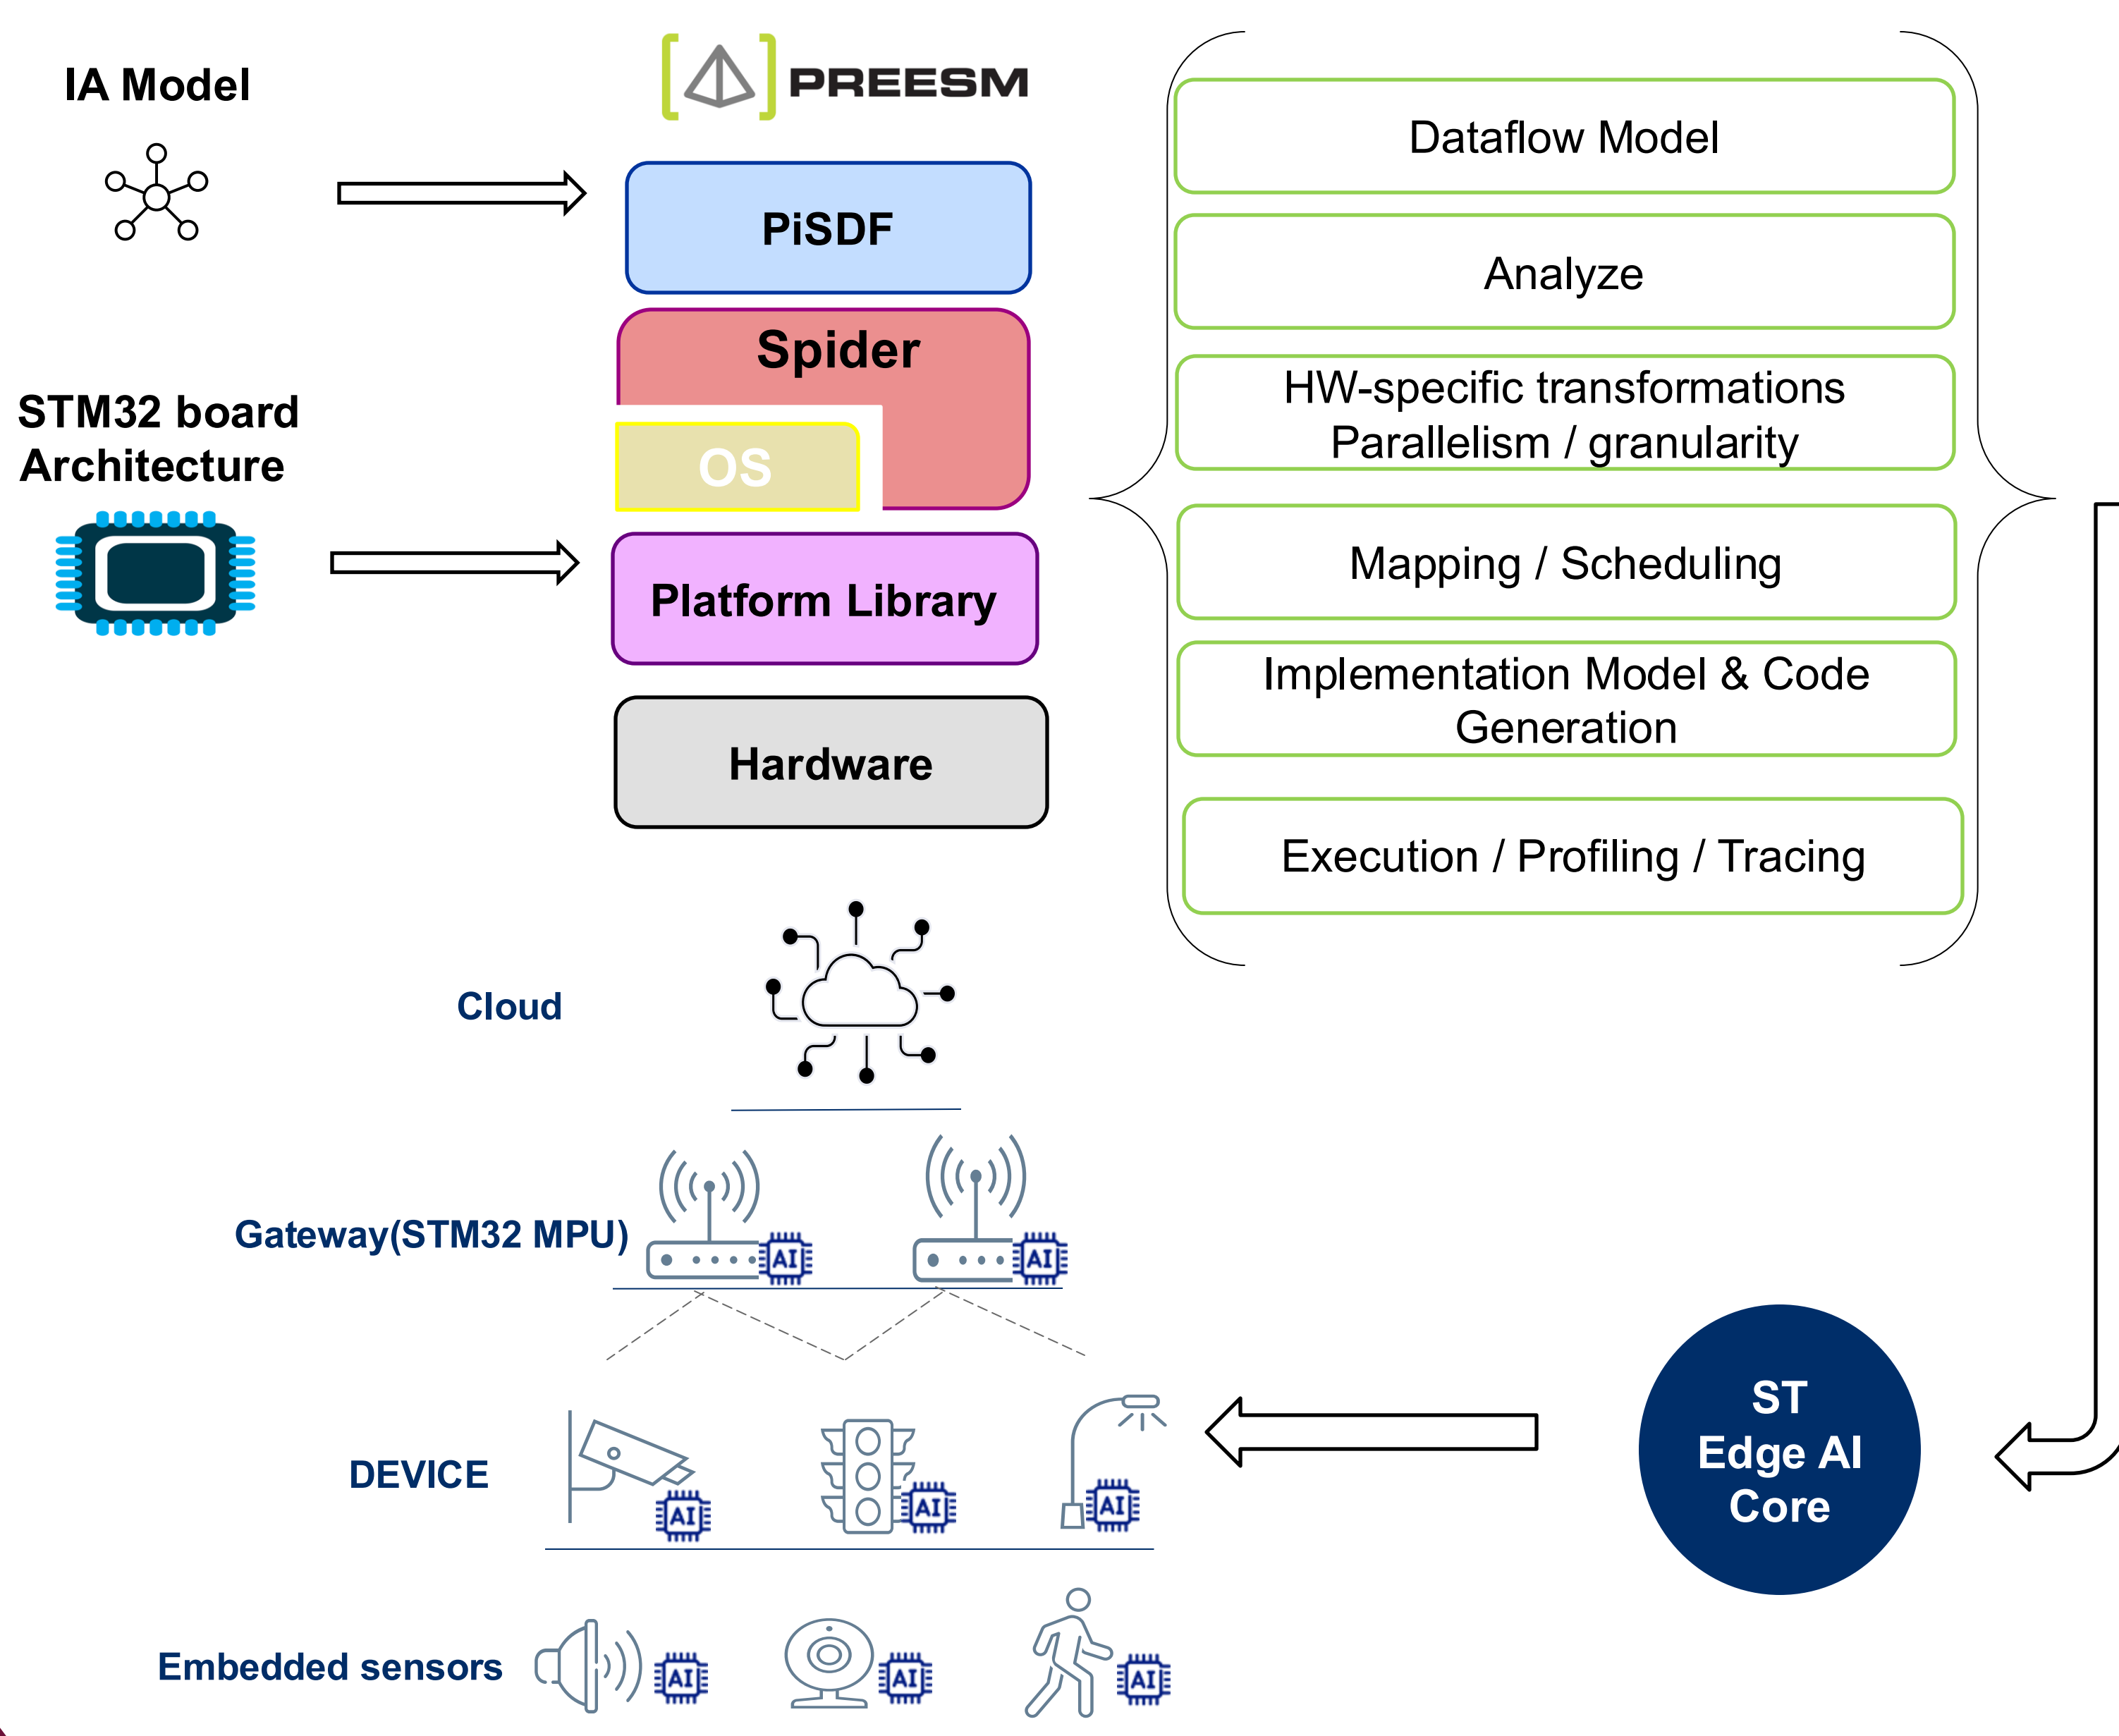 IA Model
PREESM
PiSDF
Spider
OS
STM32 board
Architecture
Platform Library
Hardware
Dataflow Model
Analyze
HW-specific transformations
Parallelism / granularity
Mapping / Scheduling
Implementation Model & Code
Generation
Execution / Profiling / Tracing
Cloud
Gateway(STM32 MPU)
AI
AI
DEVICE
AI
AI
AI
ST
Edge AI
Core
Embedded sensors
AI
AI
AI